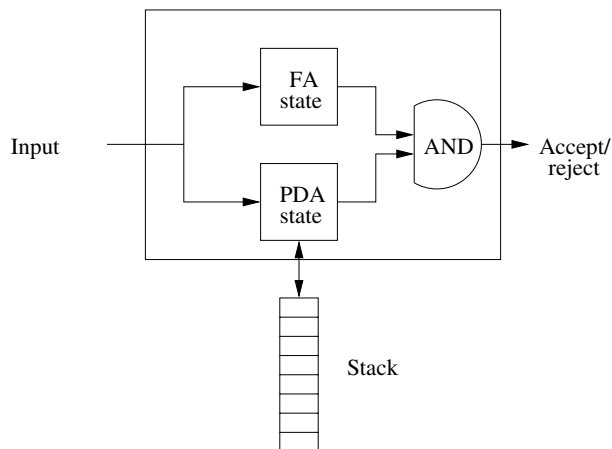 FA
state
Input
AND
Accept/
reject
PDA
state
Stack